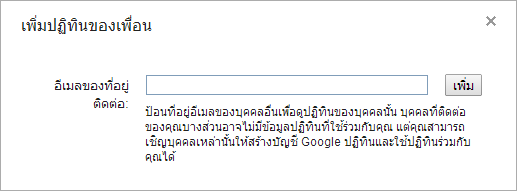 เพิ่มปฏิทินของเพื่อน
อีเมลของที่อยู่
ติดต่อ:
เพิ่ม
ป้อนที่อยู่อีเมลของบุคคลอื่นเพื่อดูปฏิทินของบุคคลนั้น บุคคลที่ติดต่อ
ของคุณบางส่วนอาจไม่มีข้อมูลปฏิทินที่ใช้ร่วมกับคุณ แต่คุณสามารถ
เชิญบุคคลเหล่านั้นให้สร้างบัญชี Google ปฏิทินและใช้ปฏิทินร่วมกับ
คุณได้